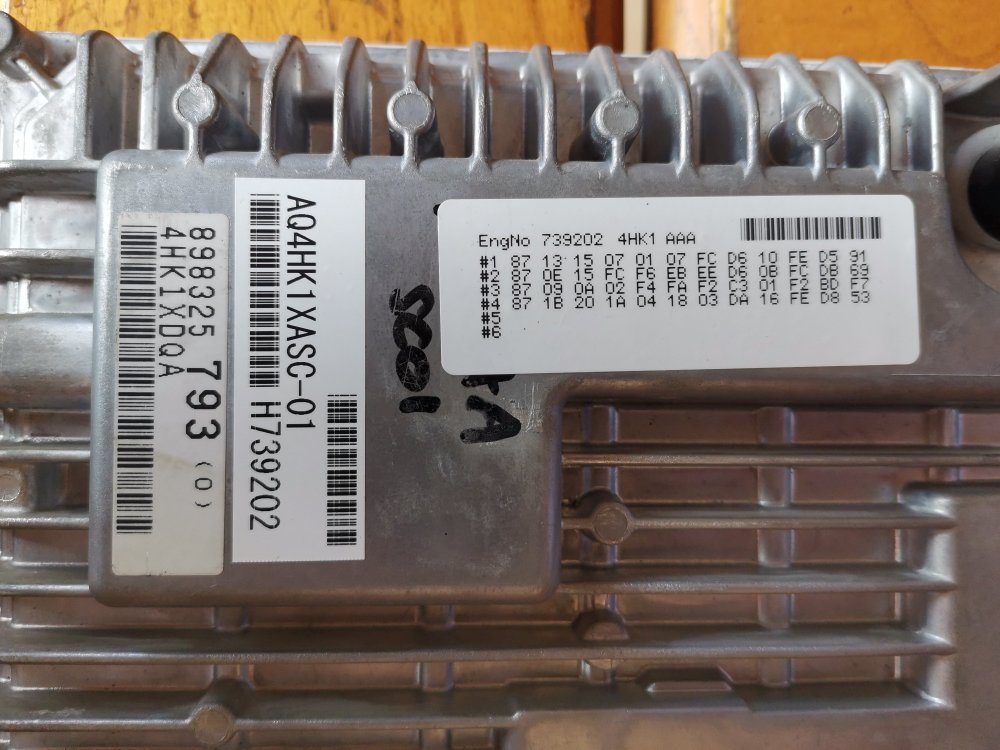 898325 793 (0)
4HK1XDQA
AQ4HK1XASC-01
H739202
SC01
EngNo 739202 4HK1 AAA
#1 87 13 15 07 01 07 FC D6 10 FE D5 91
#2 87 0E 15 FC F6 EB EE D6 0B FC DB 69
#3 87 09 0A 02 F4 FA F2 C3 01 F2 BD F7
#4 87 1B 20 1A 04 18 03 DA 16 FE D8 53
#5
#6